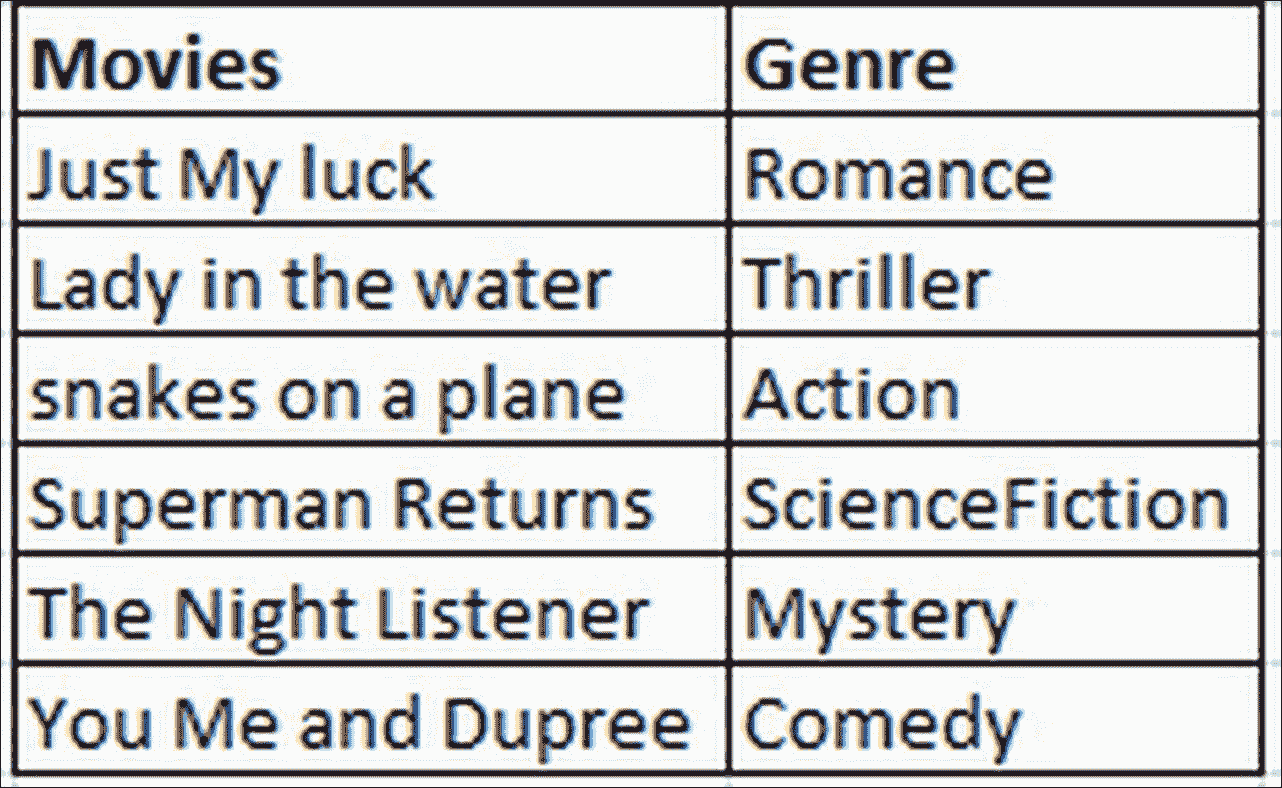 Movies Genre
Just My luck Romance
Lady in the water Thriller
snakes on a plane Action
Superman Returns ScienceFiction
The Night Listener Mystery
You Me and Dupree Comedy